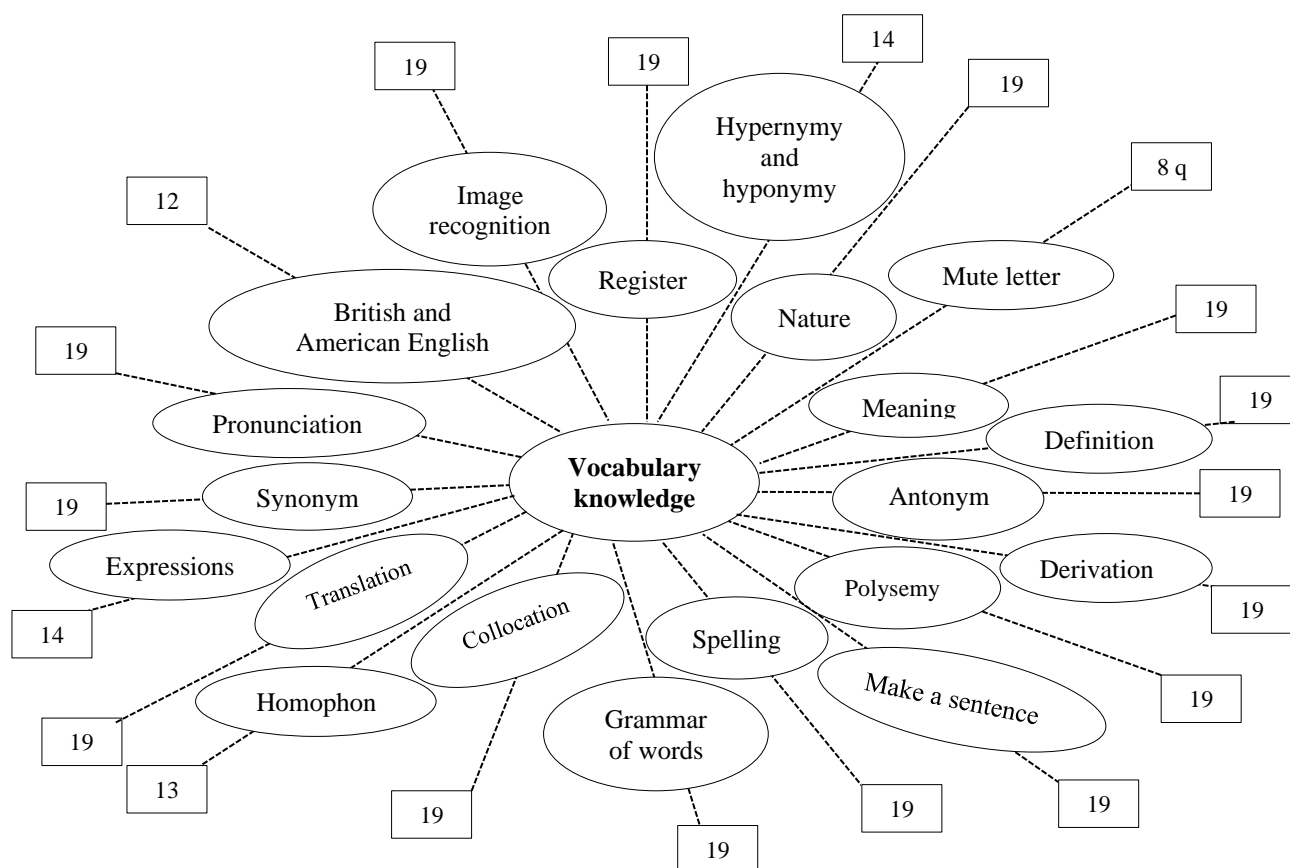 14
19
19
19
Hypernymy
and
hyponymy
8 q
12
Image
recognition
Register
Mute letter
Nature
British and
American English
19
19
Meaning
19
Pronunciation
Definition
Vocabulary
knowledge
Synonym
Antonym
19
19
Expressions
Translation
Polysemy
Derivation
19
14
Collocation
Spelling
Make a sentence
19
Homophon
Grammar
of words
19
13
19
19
19
19